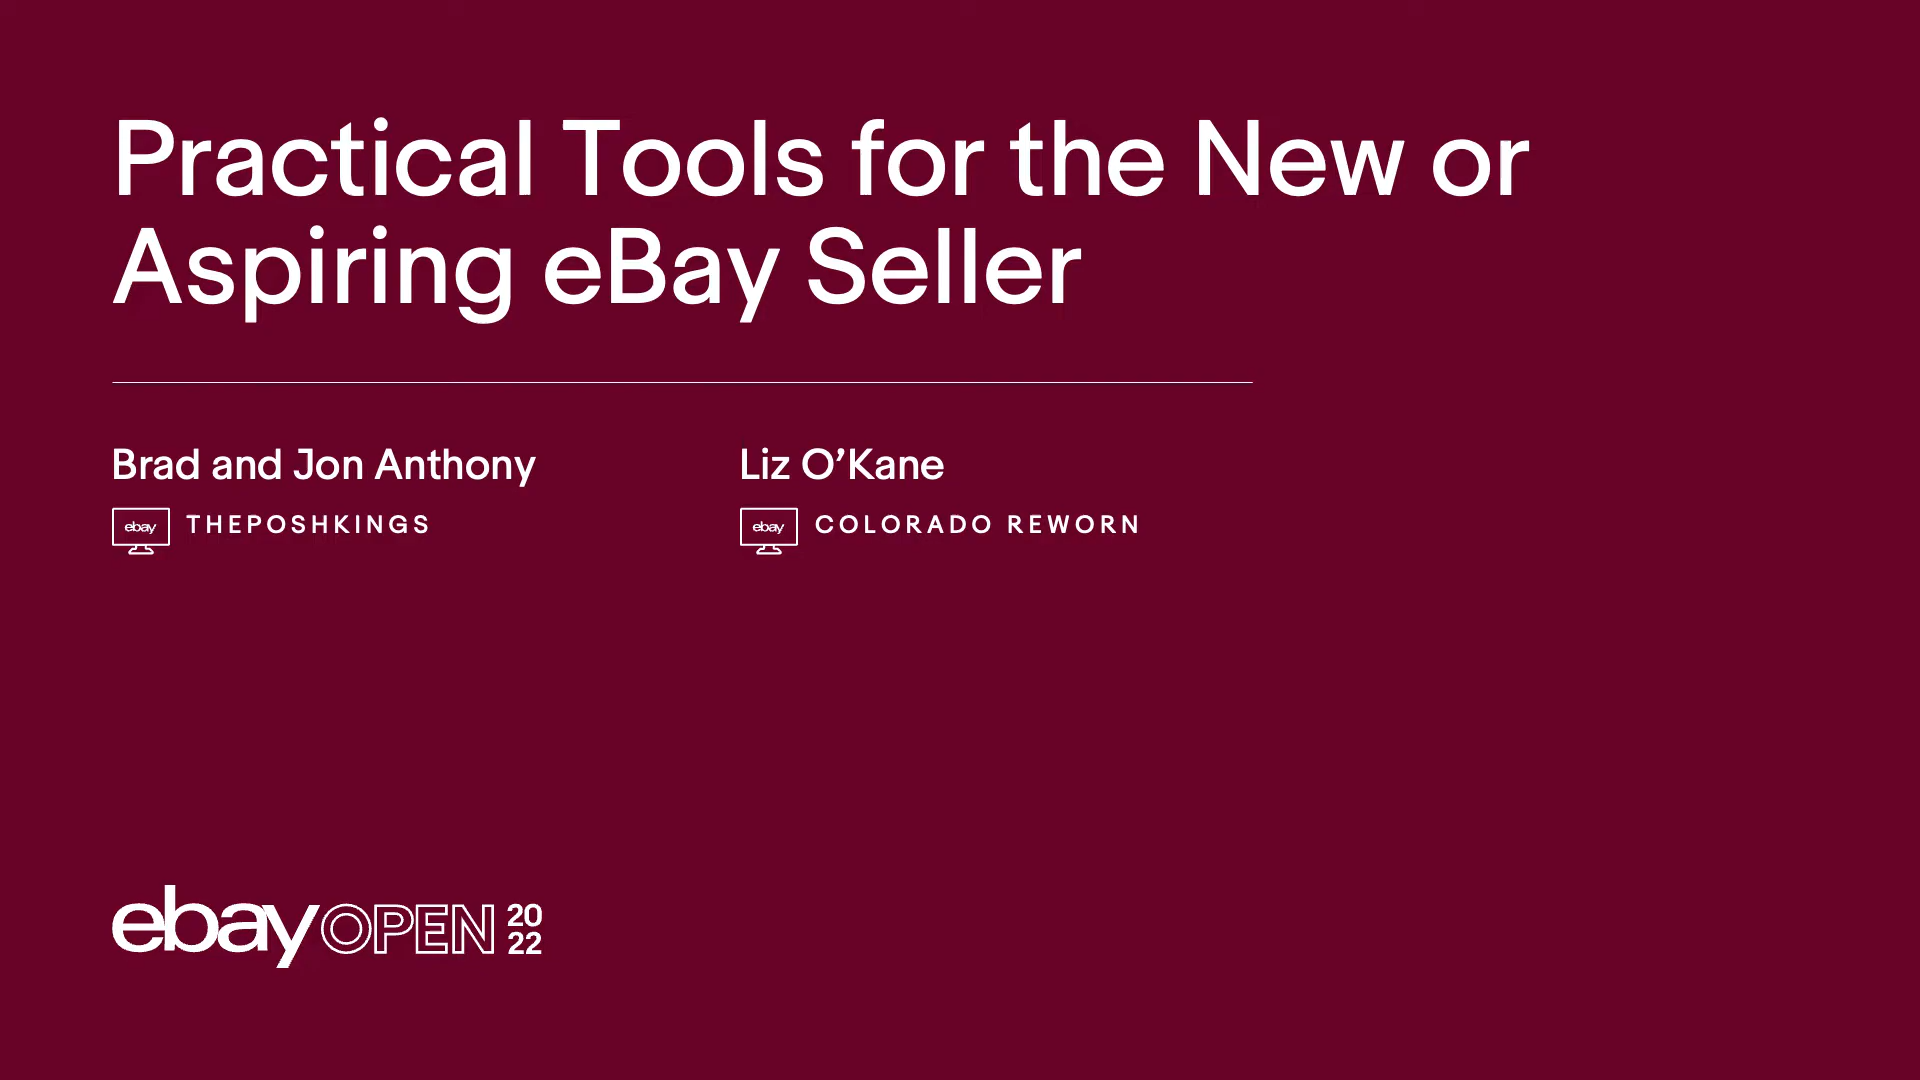 Practical Tools for the New or
Aspiring eBay Seller
Brad and Jon Anthony
ebay THEPOSHKINGS
Liz O’Kane
ebay COLORADO REWORN
ebay OPEN 20
22